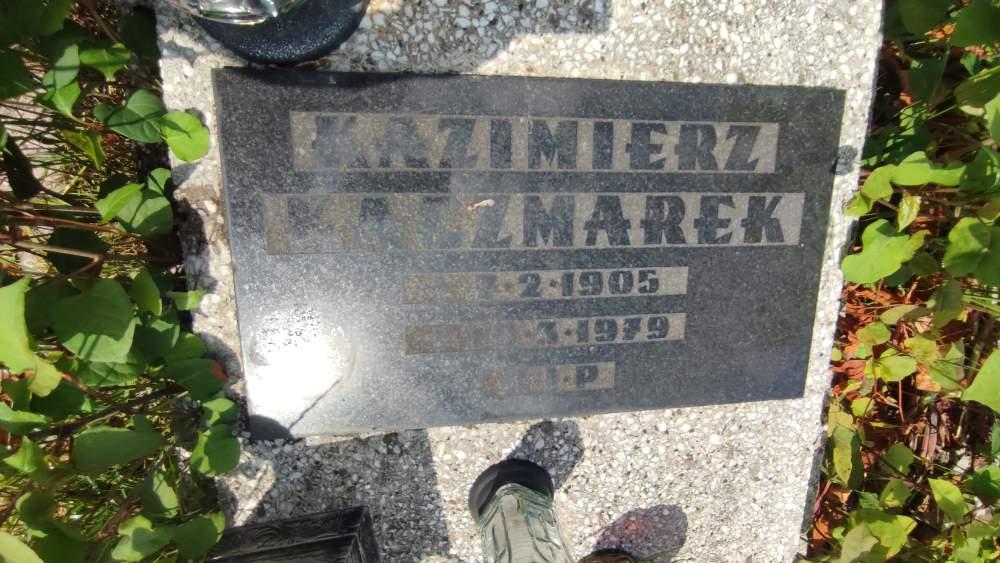 KAZIMIERZ
KACZMAREK
2·1905
3·1979
P